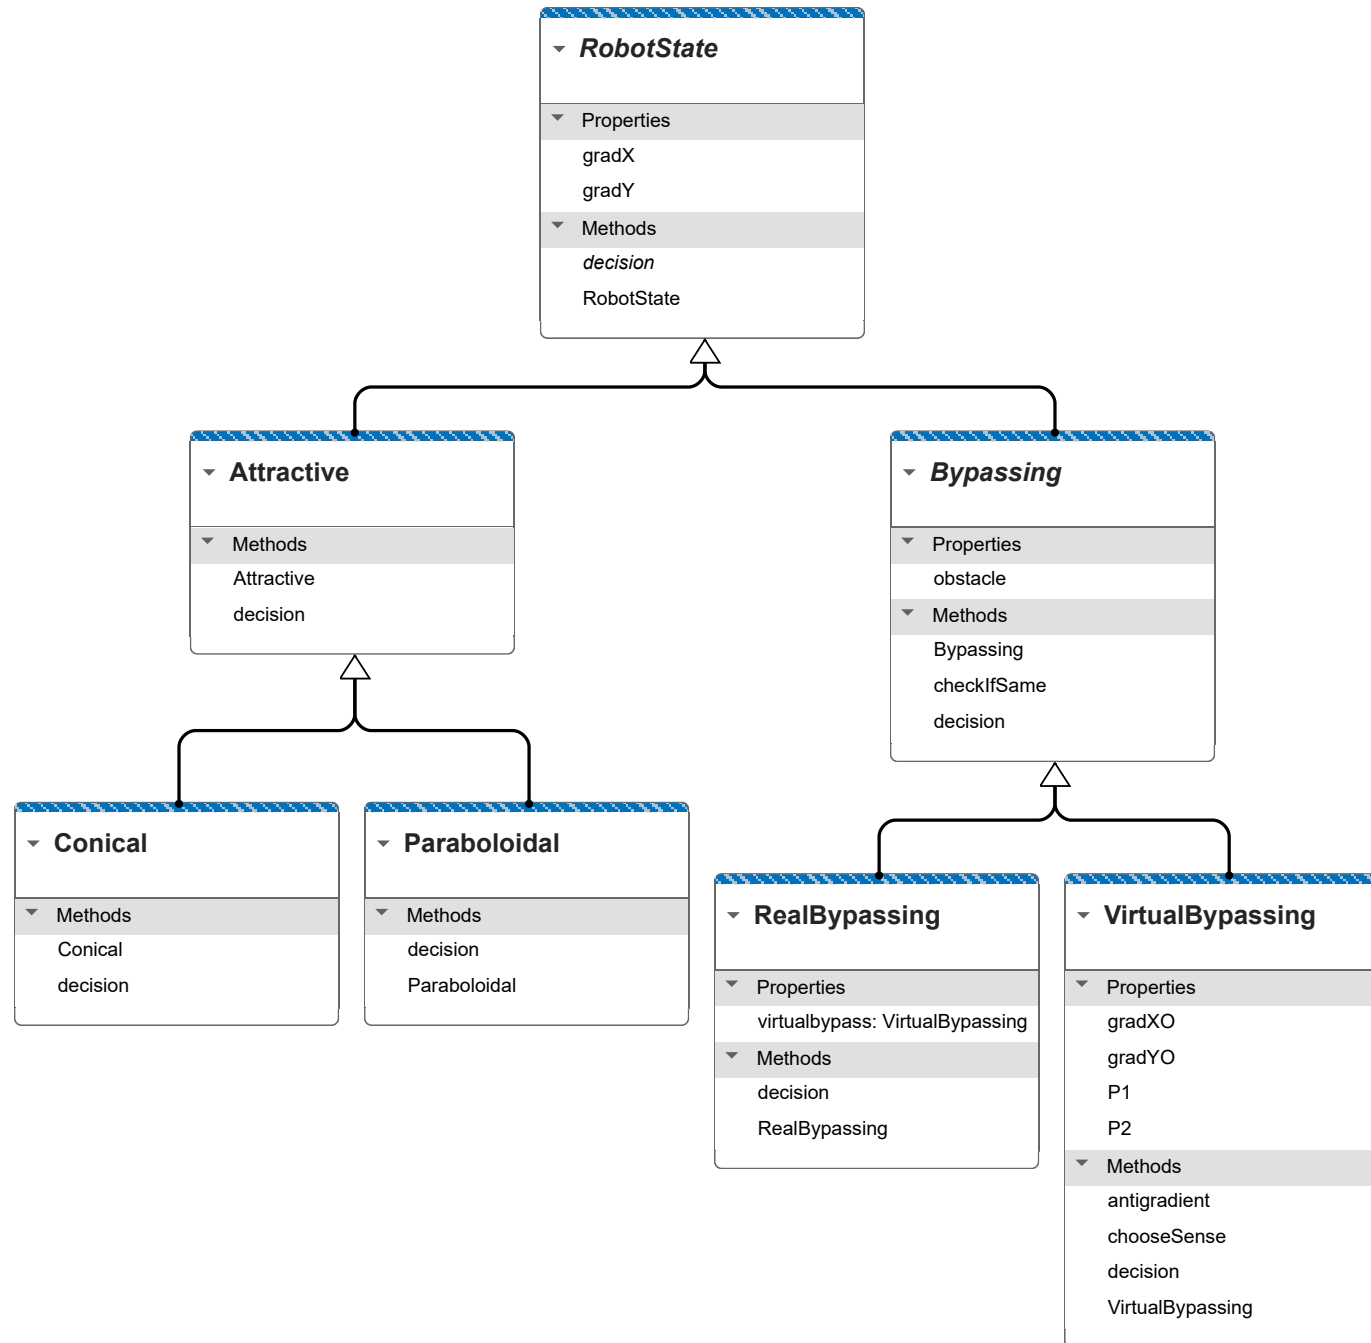 RobotState
Properties
gradX
gradY
Methods
decision
RobotState
Attractive
Methods
Attractive
decision
Bypassing
Properties
obstacle
Methods
Bypassing
checkIfSame
decision
Conical
Methods
Conical
decision
Paraboloidal
Methods
decision
Paraboloidal
RealBypassing
Properties
virtualbypass: VirtualBypassing
Methods
decision
RealBypassing
VirtualBypassing
Properties
gradXO
gradYO
P1
P2
Methods
antigradient
chooseSense
decision
VirtualBypassing